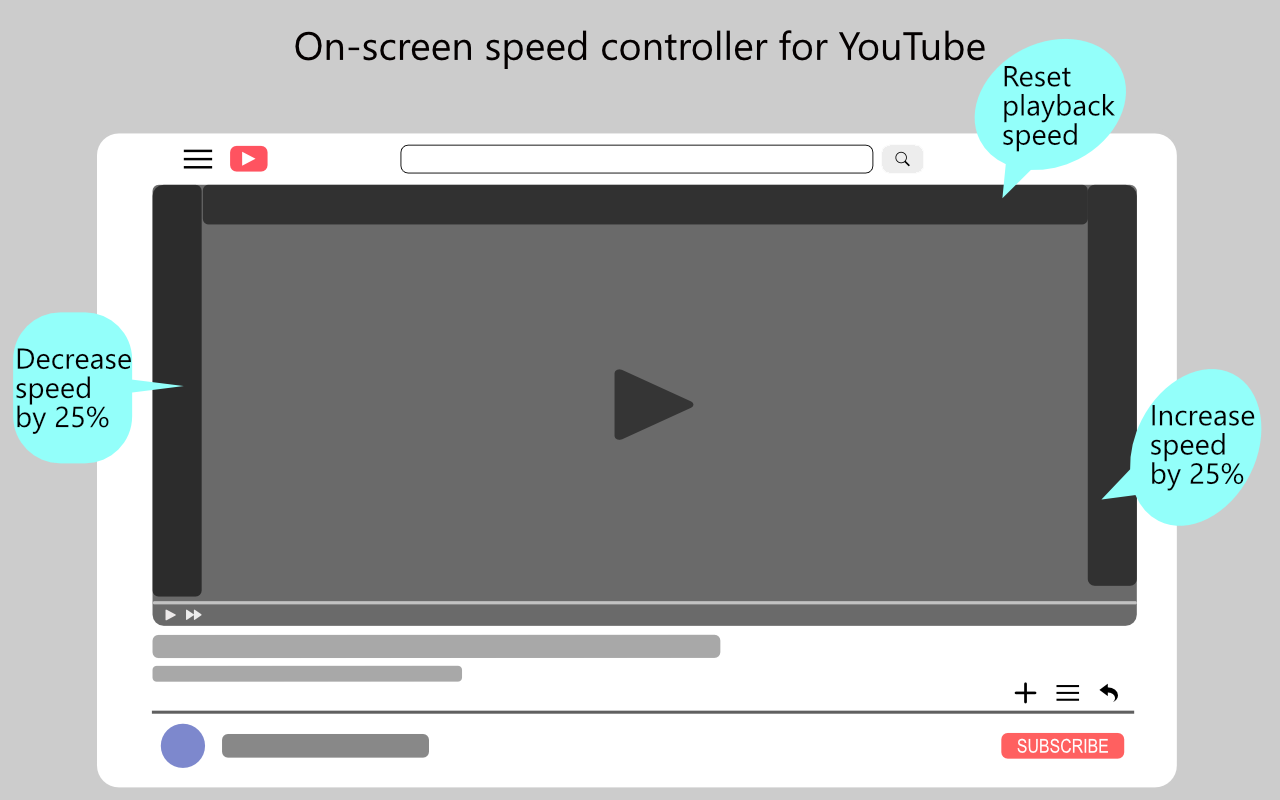 On-screen speed controller for YouTube
Reset
playback
speed
Decrease
speed
by 25%
Increase
speed
by 25%
SUBSCRIBE